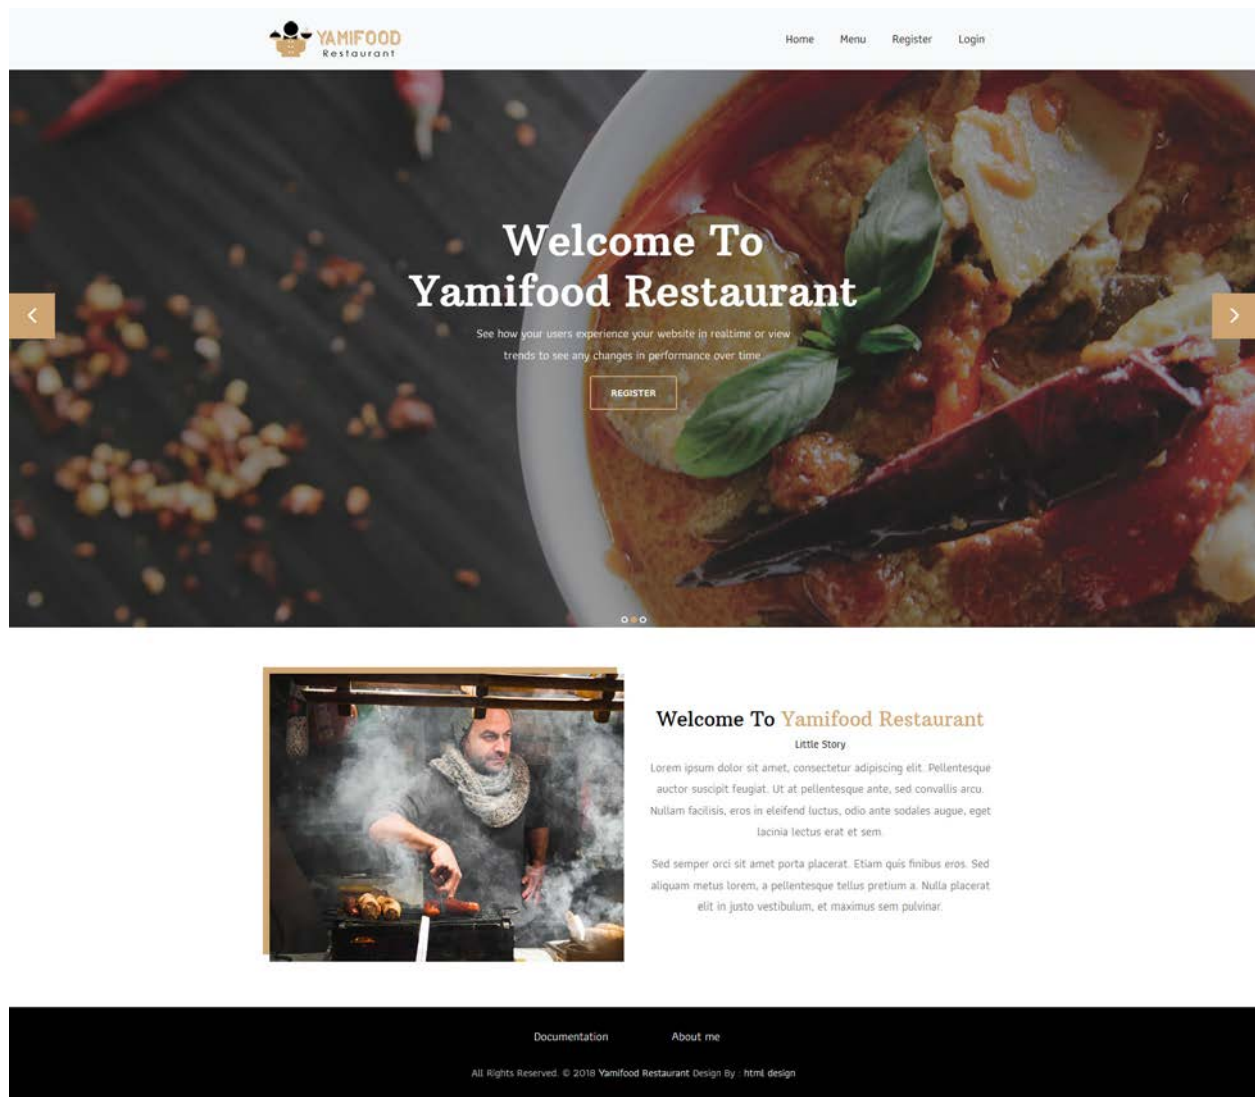 YAMIFOOD
Restaurant
Home Menu Register Login
Welcome To
Yamifood Restaurant
See how your users experience your website in realtime or view
trends to see any changes in performance over time.
REGISTER
Welcome To Yamifood Restaurant
Little Story
Lorem ipsum dolor sit amet, consectetur adipiscing elit. Pellentesque
auctor suscipit feugiat. Ut at pellentesque ante, sed convallis arcu.
Nullam facilisis, eros in eleifend luctus, odio ante sodales augue, eget
lacinia lectus erat et sem.
Sed semper orci sit amet porta placerat. Etiam quis finibus eros. Sed
aliquam metus lorem, a pellentesque tellus pretium a. Nulla placerat
elit in justo vestibulum, et maximus sem pulvinar.
Documentation About me
All Rights Reserved. © 2018 Yamifood Restaurant Design By : html design